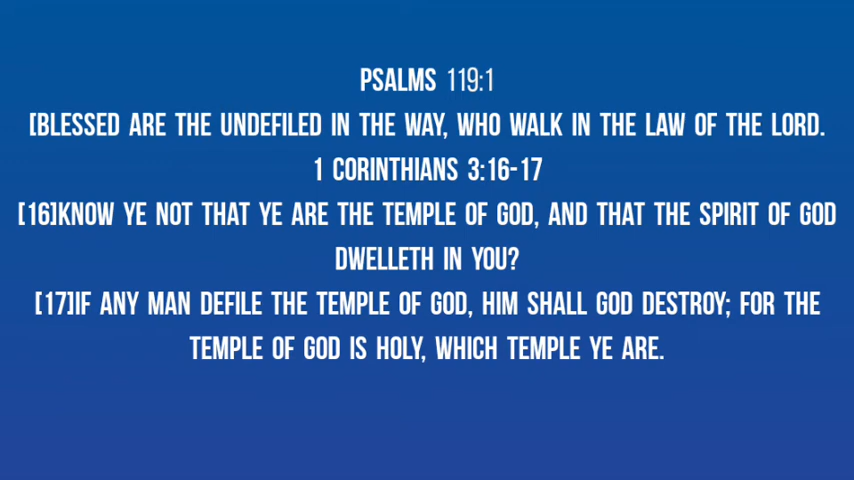 PSALMS 119:1
[BLESSED ARE THE UNDEFILED IN THE WAY, WHO WALK IN THE LAW OF THE LORD.
1 CORINTHIANS 3:16-17
[16]KNOW YE NOT THAT YE ARE THE TEMPLE OF GOD, AND THAT THE SPIRIT OF GOD
DWELLETH IN YOU?
[17]IF ANY MAN DEFILE THE TEMPLE OF GOD, HIM SHALL GOD DESTROY; FOR THE
TEMPLE OF GOD IS HOLY, WHICH TEMPLE YE ARE.